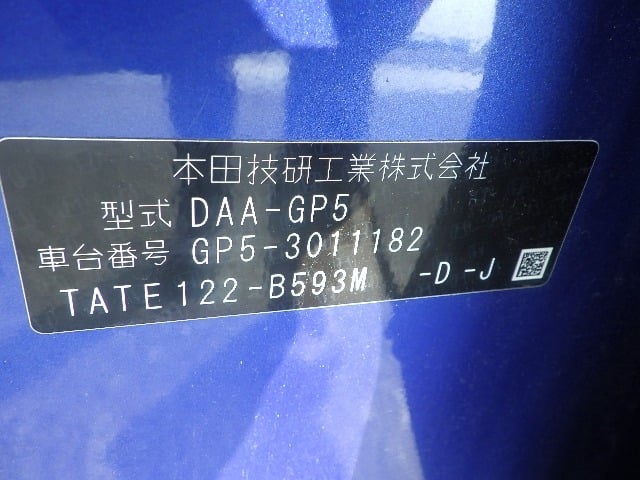 本田技研工業株式会社
型式 DAA-GP5
車台番号 GP5-3011182
TATE122-B593M -D -J